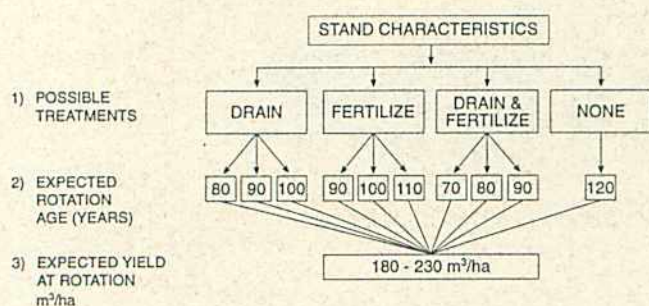 STAND CHARACTERISTICS
1) POSSIBLE
TREATMENTS
DRAIN
FERTILIZE
DRAIN &
FERTILIZE
NONE
2) EXPECTED
ROTATION
AGE (YEARS)
80 90 100 90 100 110 70 80 90 120
3) EXPECTED YIELD
AT ROTATION
m³/ha
180 - 230 m³/ha